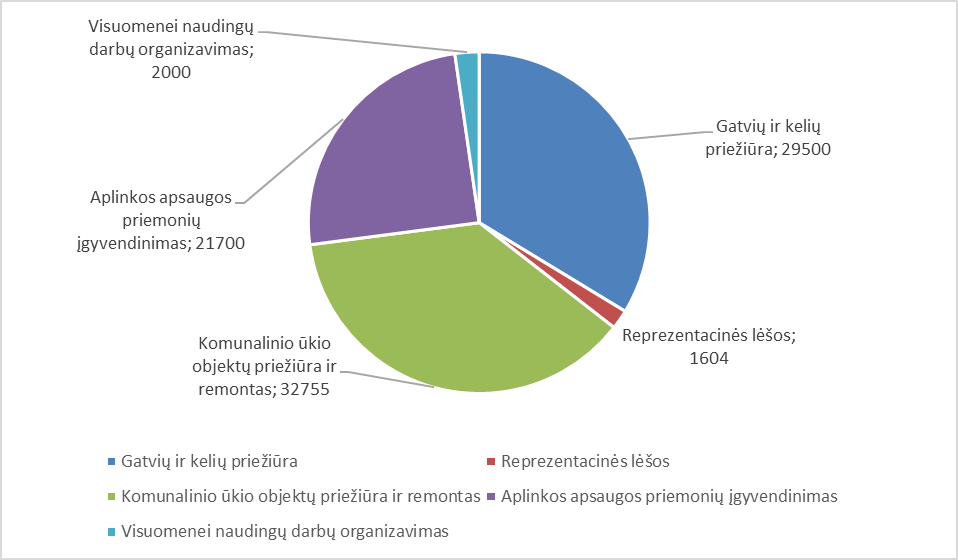 Visuomenei naudingų
darbų organizavimas;
2000
Gatvių ir kelių
priežiūra; 29500
Aplinkos apsaugos
priemonių
įgyvendinimas; 21700
Reprezentacinės lėšos;
1604
Komunalinio ūkio
objektų priežiūra ir
remontas; 32755
Gatvių ir kelių priežiūra
Reprezentacinės lėšos
Komunalinio ūkio objektų priežiūra ir remontas
Aplinkos apsaugos priemonių įgyvendinimas
Visuomenei naudingų darbų organizavimas